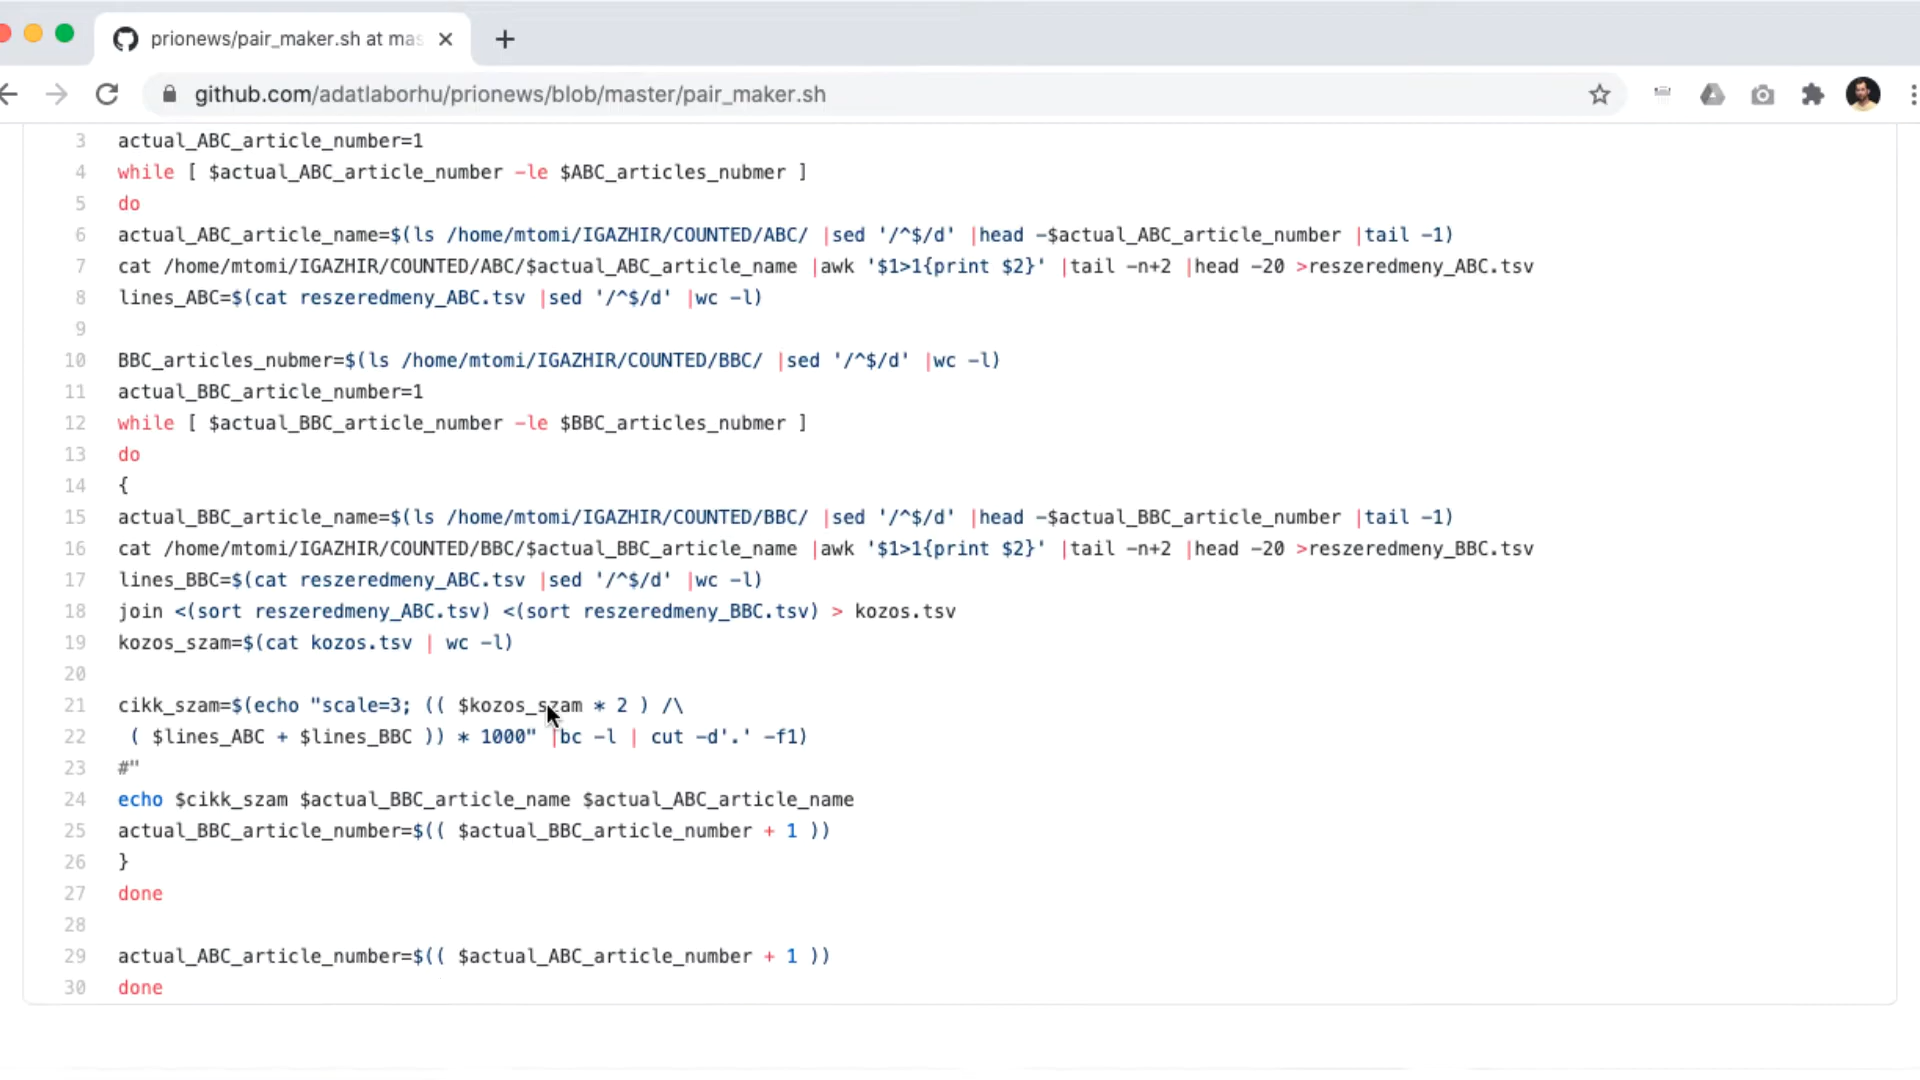 prionews/pair_maker.sh at mas
github.com/adatlaborhu/prionews/blob/master/pair_maker.sh
3 actual_ABC_article_number=1
4 while [ $actual_ABC_article_number -le $ABC_articles_nubmer ]
5 do
6 actual_ABC_article_name=$(ls /home/mtomi/IGAZHIR/COUNTED/ABC/ |sed '/^$/d' |head -$actual_ABC_article_number |tail -1)
7 cat /home/mtomi/IGAZHIR/COUNTED/ABC/$actual_ABC_article_name |awk '$1>1{print $2}' |tail -n+2 |head -20 >reszeredmeny_ABC.tsv
8 lines_ABC=$(cat reszeredmeny_ABC.tsv |sed '/^$/d' |wc -l)
9
10 BBC_articles_nubmer=$(ls /home/mtomi/IGAZHIR/COUNTED/BBC/ |sed '/^$/d' |wc -l)
11 actual_BBC_article_number=1
12 while [ $actual_BBC_article_number -le $BBC_articles_nubmer ]
13 do
14 {
15 actual_BBC_article_name=$(ls /home/mtomi/IGAZHIR/COUNTED/BBC/ |sed '/^$/d' |head -$actual_BBC_article_number |tail -1)
16 cat /home/mtomi/IGAZHIR/COUNTED/BBC/$actual_BBC_article_name |awk '$1>1{print $2}' |tail -n+2 |head -20 >reszeredmeny_BBC.tsv
17 lines_BBC=$(cat reszeredmeny_ABC.tsv |sed '/^$/d' |wc -l)
18 join <(sort reszeredmeny_ABC.tsv) <(sort reszeredmeny_BBC.tsv) > kozos.tsv
19 kozos_szam=$(cat kozos.tsv | wc -l)
20
21 cikk_szam=$(echo "scale=3; (( $kozos_szam * 2 ) /\
22 ( $lines_ABC + $lines_BBC )) * 1000" |bc -l | cut -d'.' -f1)
23 #"
24 echo $cikk_szam $actual_BBC_article_name $actual_ABC_article_name
25 actual_BBC_article_number=$(( $actual_BBC_article_number + 1 ))
26 }
27 done
28
29 actual_ABC_article_number=$(( $actual_ABC_article_number + 1 ))
30 done